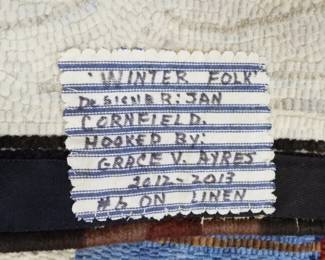 'WINTER FOLK'
DESIGNER: JAN
CORNFIELD.
HOOKED BY:
GRACE V. AYRES
2012-2013
#6 ON LINEN